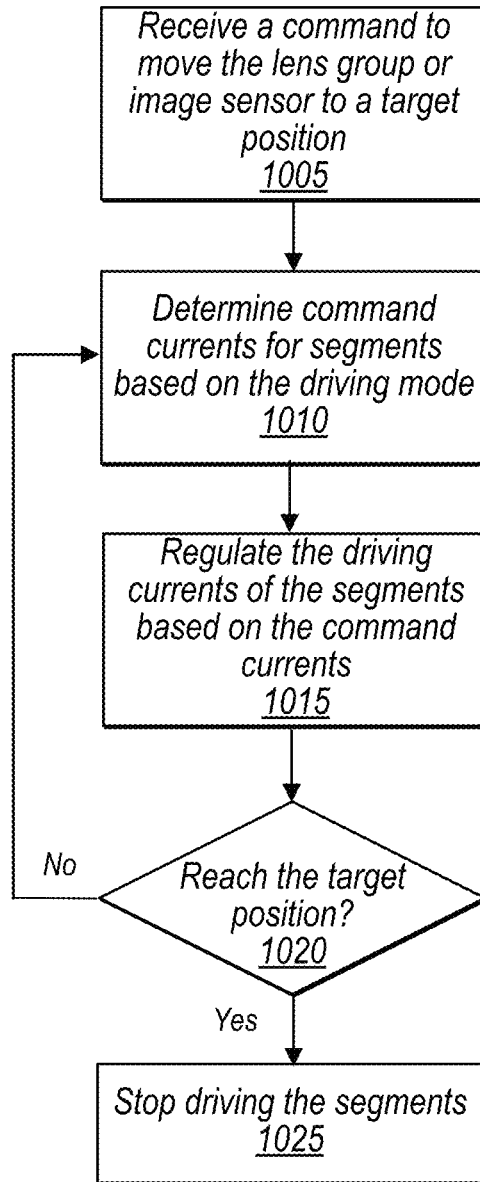 Receive a command to
move the lens group or
image sensor to a target
position
1005
Determine command
currents for segments
based on the driving mode
1010
Regulate the driving
currents of the segments
based on the command
currents
1015
No
Reach the target
position?
1020
Yes
Stop driving the segments
1025